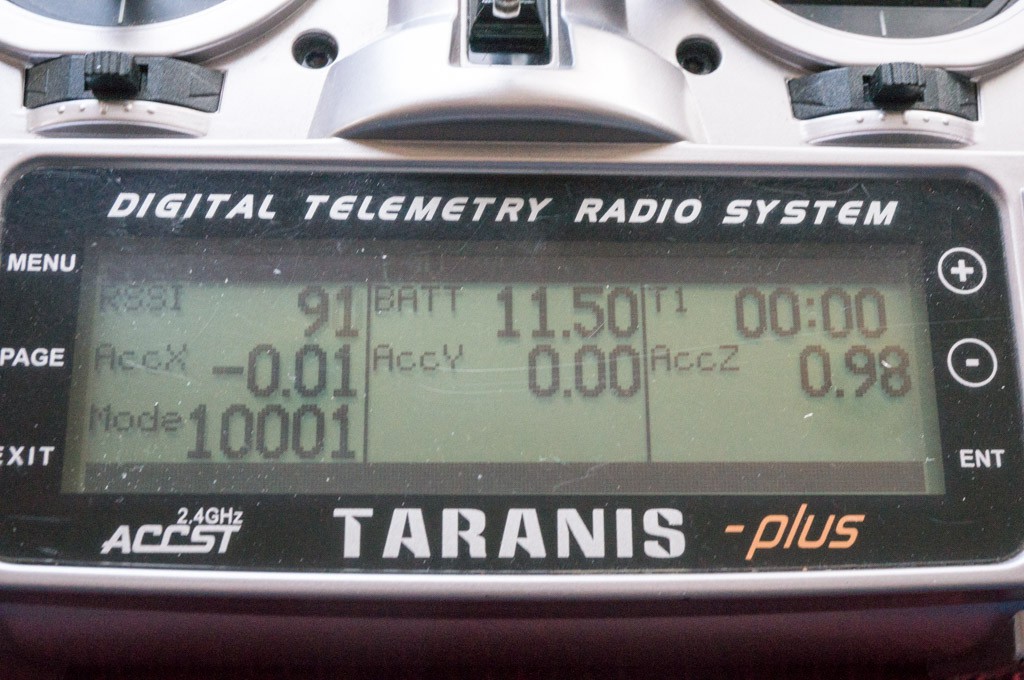 DIGITAL TELEMETRY RADIO SYSTEM
MENU
PAGE
EXIT
RSSI 91 BATT 11.50 T1 00:00
AccX -0.01 AccY 0.00 AccZ 0.98
Mode 10001
+
-
ENT
2.4GHz
ACCST
TARANIS -plus